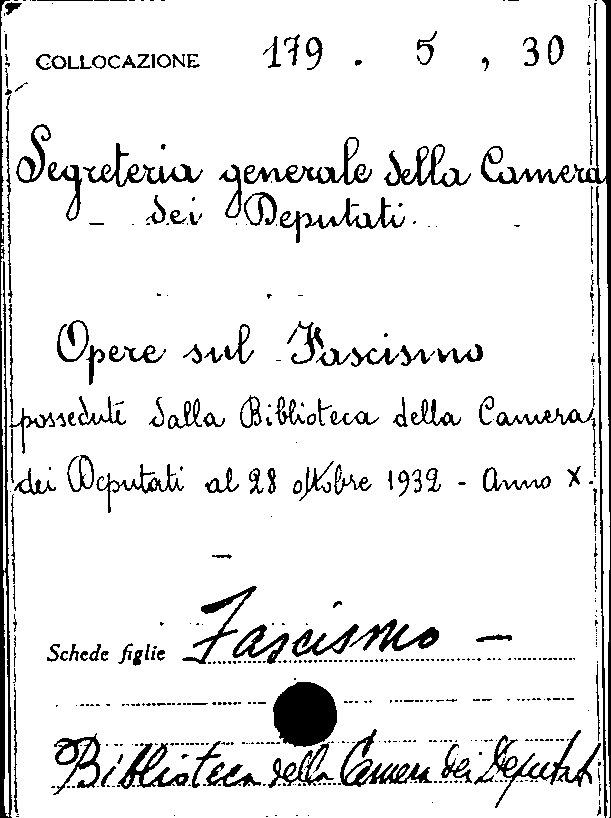 COLLOCAZIONE 179 . 5 , 30
Segreteria generale della Camera
dei Deputati.
Opere sul Fascismo
possedute dalla Biblioteca della Camera
dei Deputati al 28 ottobre 1932 - Anno X.
Schede figlie Fascismo —
Biblioteca della Camera dei Deputati